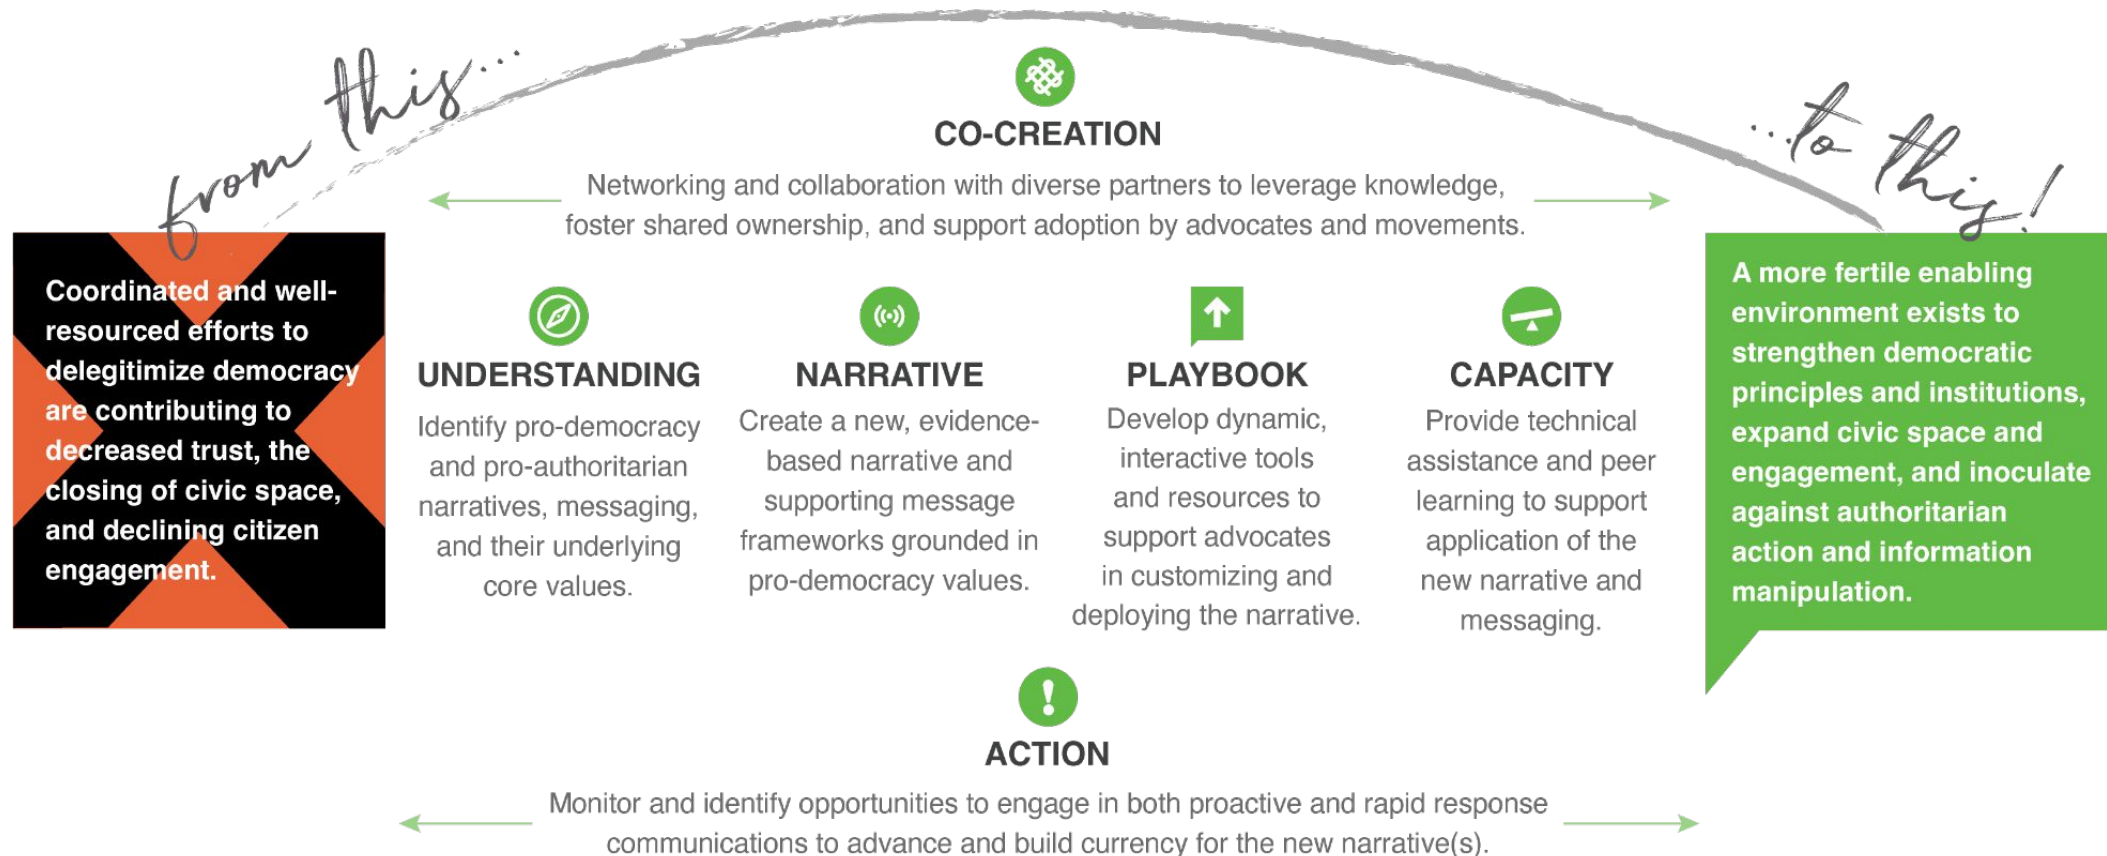 from this...
...to this!
CO-CREATION
Networking and collaboration with diverse partners to leverage knowledge,
foster shared ownership, and support adoption by advocates and movements.
Coordinated and well-
resourced efforts to
delegitimize democracy
are contributing to
decreased trust, the
closing of civic space,
and declining citizen
engagement.
UNDERSTANDING
Identify pro-democracy
and pro-authoritarian
narratives, messaging,
and their underlying
core values.
NARRATIVE
Create a new, evidence-
based narrative and
supporting message
frameworks grounded in
pro-democracy values.
PLAYBOOK
Develop dynamic,
interactive tools
and resources to
support advocates
in customizing and
deploying the narrative.
CAPACITY
Provide technical
assistance and peer
learning to support
application of the
new narrative and
messaging.
A more fertile enabling
environment exists to
strengthen democratic
principles and institutions,
expand civic space and
engagement, and inoculate
against authoritarian
action and information
manipulation.
ACTION
Monitor and identify opportunities to engage in both proactive and rapid response
communications to advance and build currency for the new narrative(s).